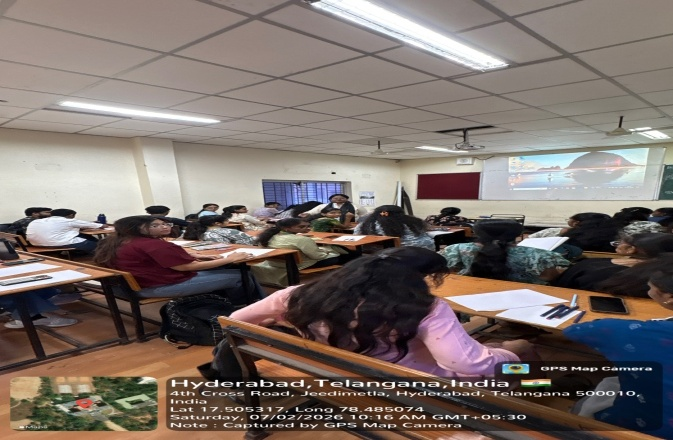 GPS Map Camera
Hyderabad,Telangana,India
4th Cross Road, Jeedimetla, Hyderabad, Telangana 500010,
India
Lat 17.505317, Long 78.485074
Saturday, 07/02/2026 10:16 AM GMT+05:30
Note : Captured by GPS Map Camera